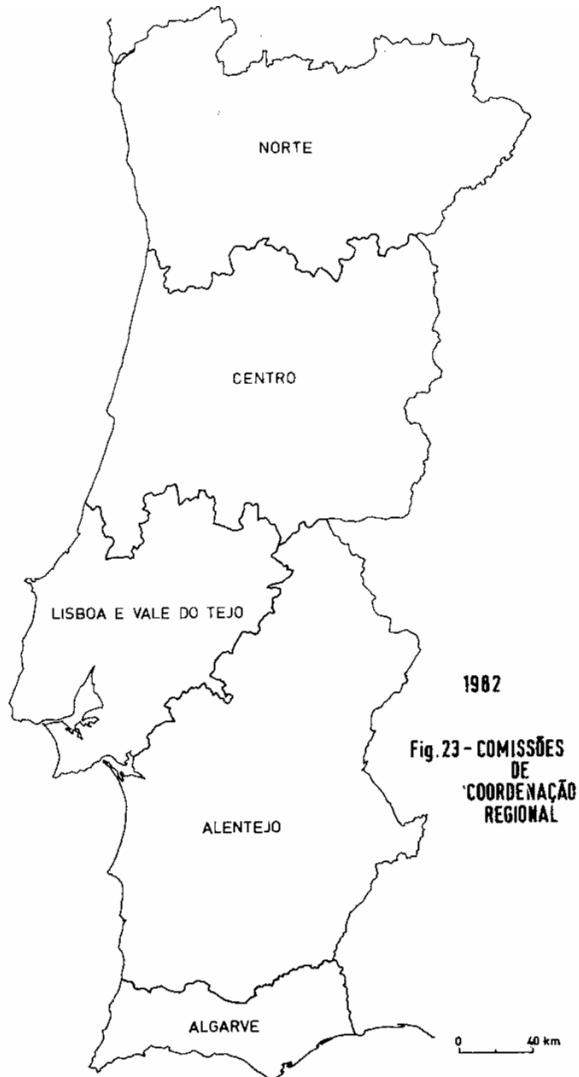 NORTE
CENTRO
LISBOA E VALE DO TEJO
1982
Fig. 23 - COMISSÕES
DE
COORDENAÇÃO
REGIONAL
ALENTEJO
ALGARVE
0 40 km